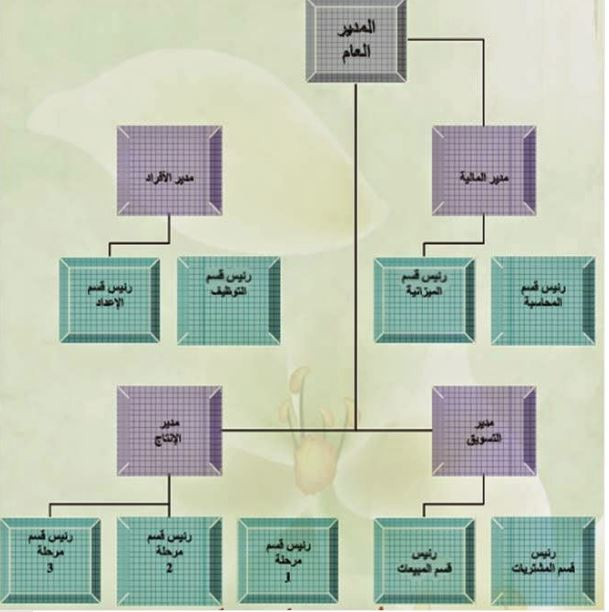 المدير
العام
مدير المالية
مدير الأفراد
رئيس قسم
المحاسبة
رئيس قسم
الميزانية
رئيس قسم
التوظيف
رئيس قسم
الإعداد
مدير
التسويق
مدير
الإنتاج
رئيس
قسم المشتريات
رئيس
قسم المبيعات
رئيس قسم
مرحلة
1
رئيس قسم
مرحلة
2
رئيس قسم
مرحلة
3